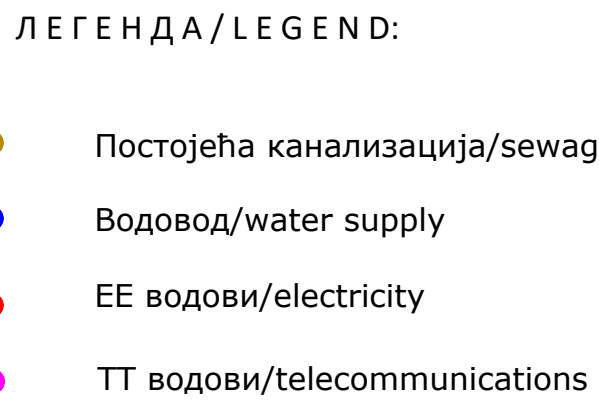 Л Е Г Е Н Д А / L E G E N D:
Постојећа канализација/sewag
Водовод/water supply
ЕЕ водови/electricity
ТТ водови/telecommunications